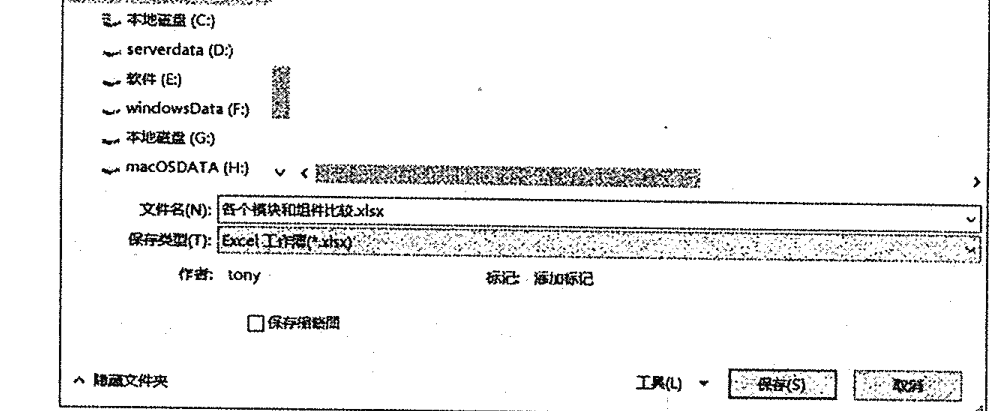 本地磁盘 (C:)
serverdata (D:)
软件 (E:)
windowsData (F:)
本地磁盘 (G:)
macOSDATA (H:)
文件名(N): 各个模块和组件比较.xlsx
保存类型(T): Excel 工作簿(*.xlsx)
作者: tony 标记: 添加标记
保存缩略图
隐藏文件夹 工具(L) 保存(S) 取消